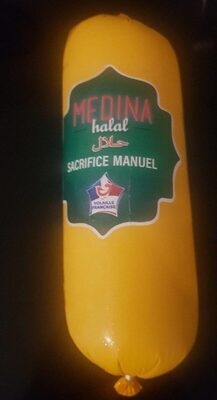 MEDINA
halal
حلال
SACRIFICE MANUEL
VOLAILLE
FRANÇAISE